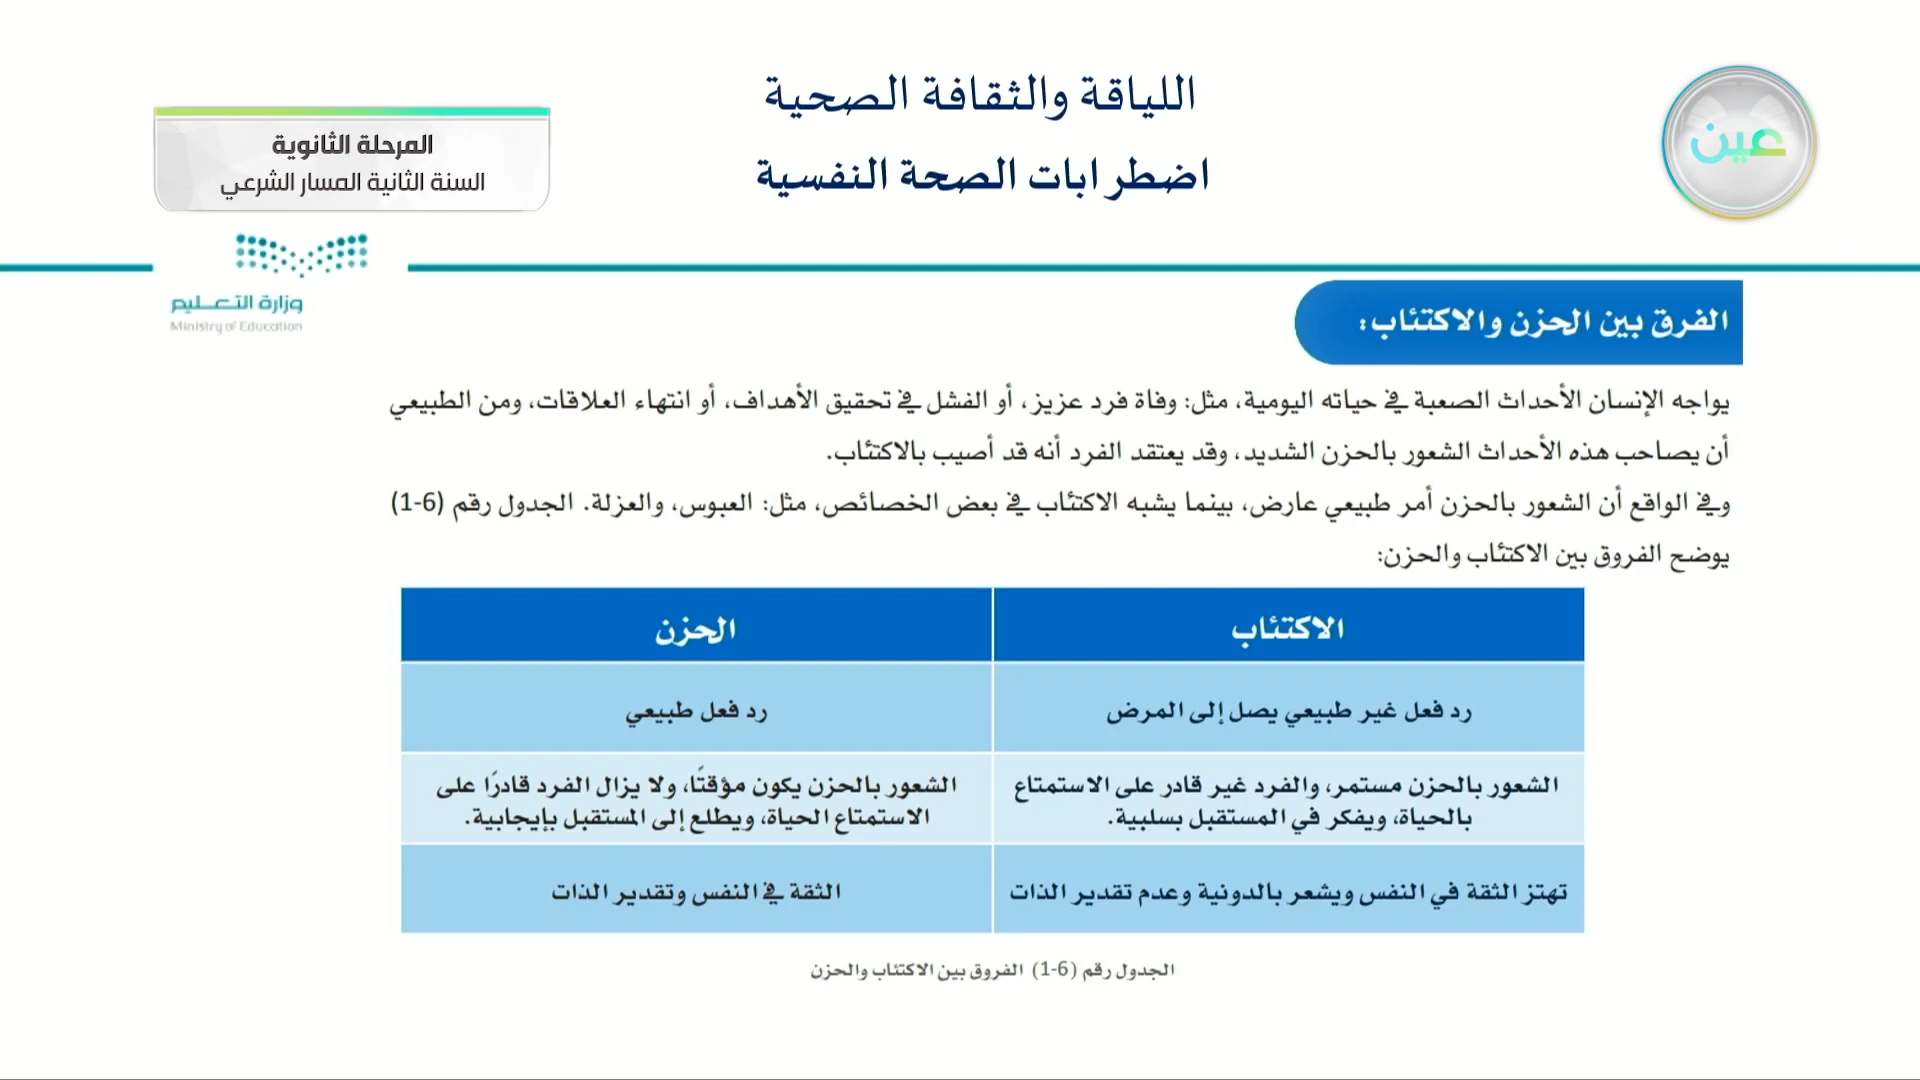 اللياقة والثقافة الصحية
اضطرابات الصحة النفسية
عين
المرحلة الثانوية
السنة الثانية المسار الشرعي
وزارة التعليم
Ministry of Education
الفرق بين الحزن والاكتئاب:
يواجه الإنسان الأحداث الصعبة في حياته اليومية، مثل: وفاة فرد عزيز، أو الفشل في تحقيق الأهداف، أو انتهاء العلاقات، ومن الطبيعي
أن يصاحب هذه الأحداث الشعور بالحزن الشديد، وقد يعتقد الفرد أنه قد أصيب بالاكتئاب.
وفي الواقع أن الشعور بالحزن أمر طبيعي عارض، بينما يشبه الاكتئاب في بعض الخصائص، مثل: العبوس، والعزلة. الجدول رقم (6-1)
يوضح الفروق بين الاكتئاب والحزن:
الاكتئاب
الحزن
رد فعل غير طبيعي يصل إلى المرض
رد فعل طبيعي
الشعور بالحزن مستمر، والفرد غير قادر على الاستمتاع
بالحياة، ويفكر في المستقبل بسلبية.
الشعور بالحزن يكون مؤقتًا، ولا يزال الفرد قادرًا على
الاستمتاع الحياة، ويطلع إلى المستقبل بإيجابية.
تهتز الثقة في النفس ويشعر بالدونية وعدم تقدير الذات
الثقة في النفس وتقدير الذات
الجدول رقم (6-1) الفروق بين الاكتئاب والحزن